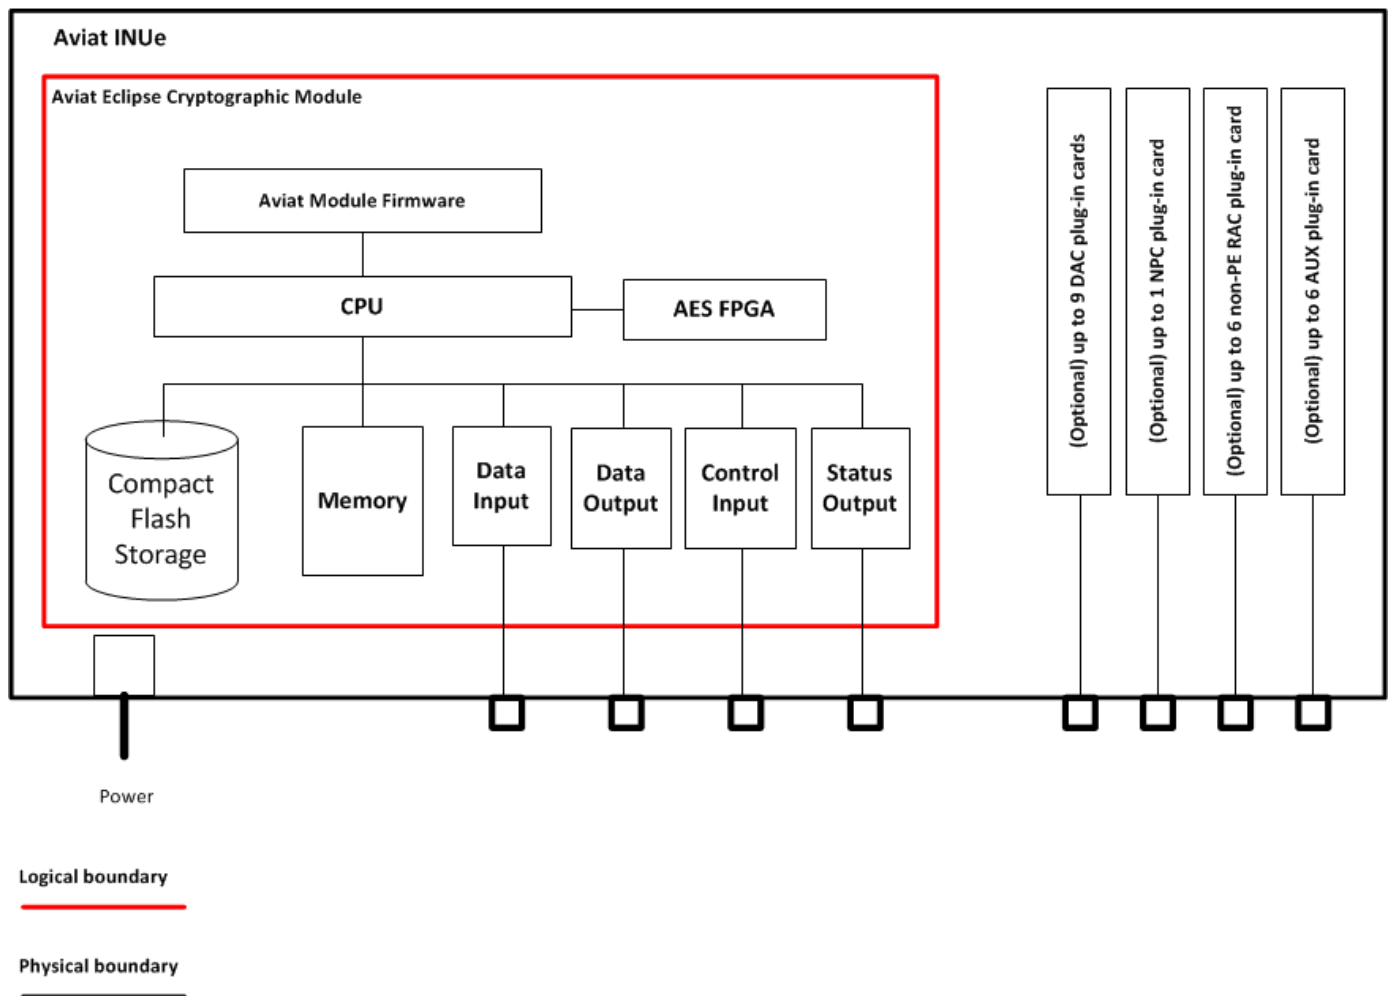 Aviat INUe
Aviat Eclipse Cryptographic Module
Aviat Module Firmware
CPU
AES FPGA
Compact
Flash
Storage
Memory
Data
Input
Data
Output
Control
Input
Status
Output
(Optional) up to 9 DAC plug-in cards
(Optional) up to 1 NPC plug-in card
(Optional) up to 6 non-PE RAC plug-in card
(Optional) up to 6 AUX plug-in card
Power
Logical boundary
Physical boundary